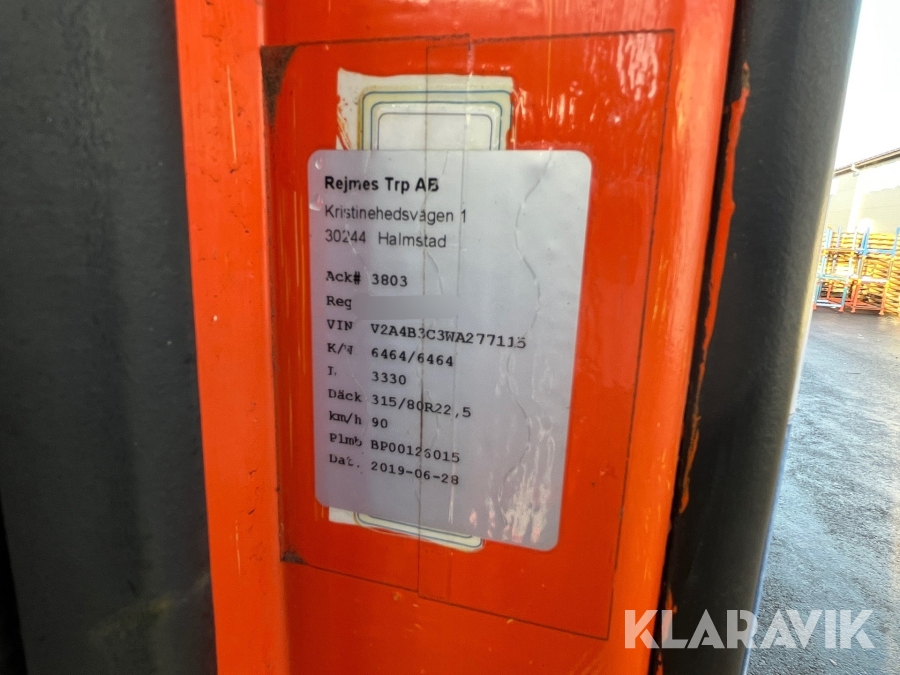 Rejmes Trp AB
Kristinehedsvägen 1
30244 Halmstad
Ack# 3803
Reg
VIN V2A4B3C3WA277115
K/W 6464/6464
L 3330
Däck 315/80R22,5
km/h 90
Plmb BP00126015
Dat. 2019-06-28
KLARAVIK